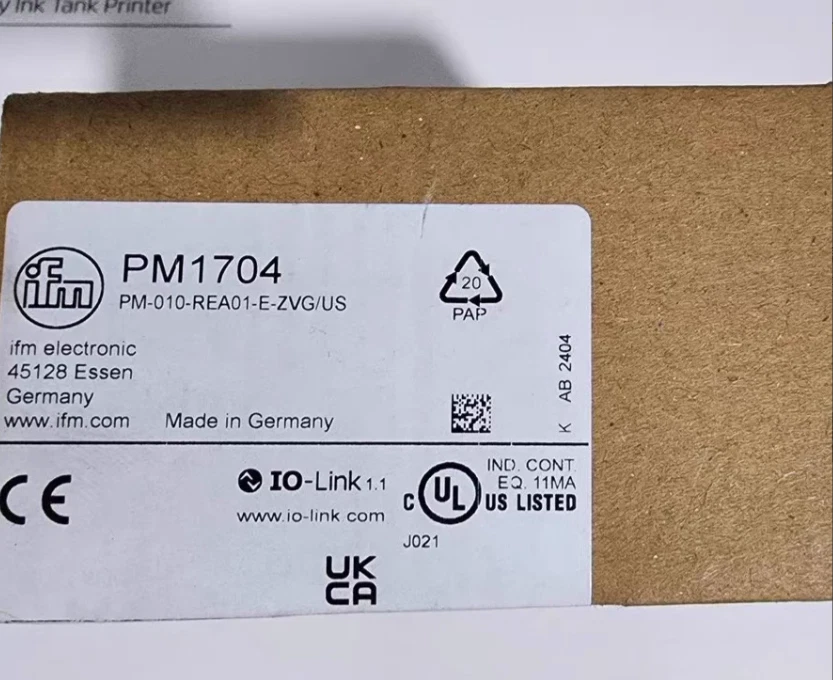 y Ink Tank Printer
ifm
PM1704
PM-010-REA01-E-ZVG/US
20
PAP
ifm electronic
45128 Essen
Germany
www.ifm.com
Made in Germany
K AB 2404
CE
IO-Link 1.1
www.io-link.com
IND. CONT.
EQ. 11MA
C UL US LISTED
J021
UK
CA